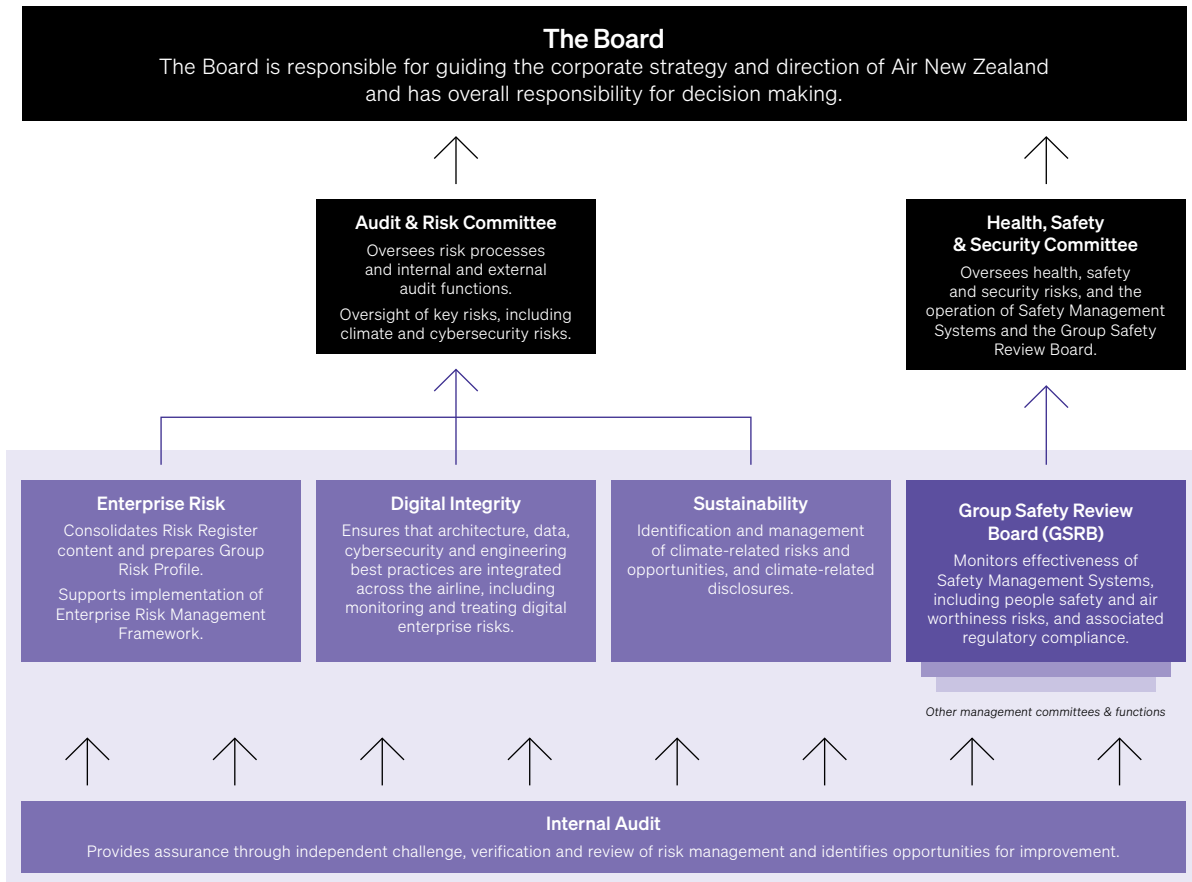 The Board
The Board is responsible for guiding the corporate strategy and direction of Air New Zealand
and has overall responsibility for decision making.
Audit & Risk Committee
Oversees risk processes
and internal and external
audit functions.
Oversight of key risks, including
climate and cybersecurity risks.
Health, Safety
& Security Committee
Oversees health, safety
and security risks, and the
operation of Safety Management
Systems and the Group Safety
Review Board.
Enterprise Risk
Consolidates Risk Register
content and prepares Group
Risk Profile.
Supports implementation of
Enterprise Risk Management
Framework.
Digital Integrity
Ensures that architecture, data,
cybersecurity and engineering
best practices are integrated
across the airline, including
monitoring and treating digital
enterprise risks.
Sustainability
Identification and management
of climate-related risks and
opportunities, and climate-related
disclosures.
Group Safety Review
Board (GSRB)
Monitors effectiveness of
Safety Management Systems,
including people safety and air
worthiness risks, and associated
regulatory compliance.
Other management committees & functions
Internal Audit
Provides assurance through independent challenge, verification and review of risk management and identifies opportunities for improvement.